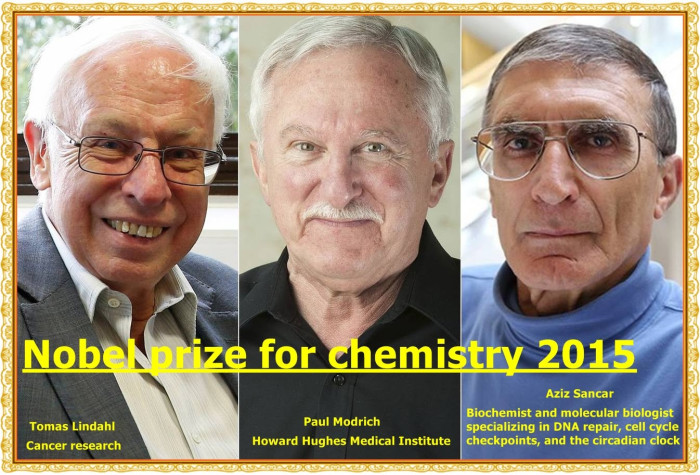 Nobel prize for chemistry 2015
Tomas Lindahl
Cancer research
Paul Modrich
Howard Hughes Medical Institute
Aziz Sancar
Biochemist and molecular biologist
specializing in DNA repair, cell cycle
checkpoints, and the circadian clock